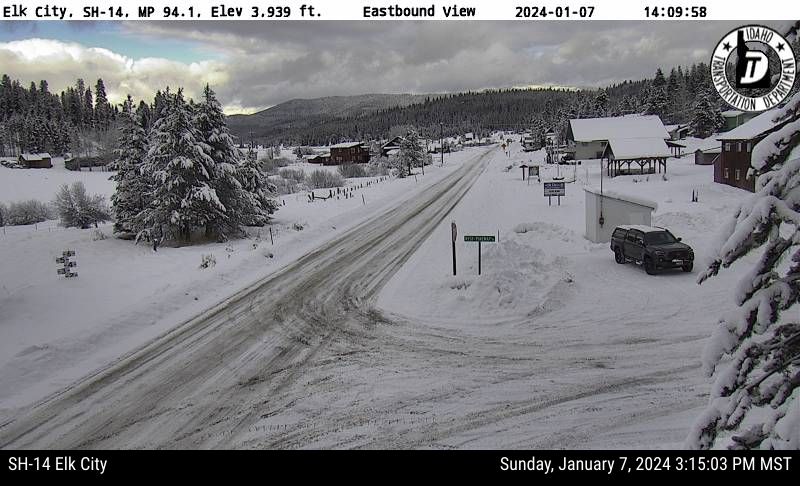 Elk City, SH-14, MP 94.1, Elev 3,939 ft. Eastbound View 2024-01-07 14:09:58
IDAHO
TRANSPORTATION DEPARTMENT
SH-14 Elk City Sunday, January 7, 2024 3:15:03 PM MST